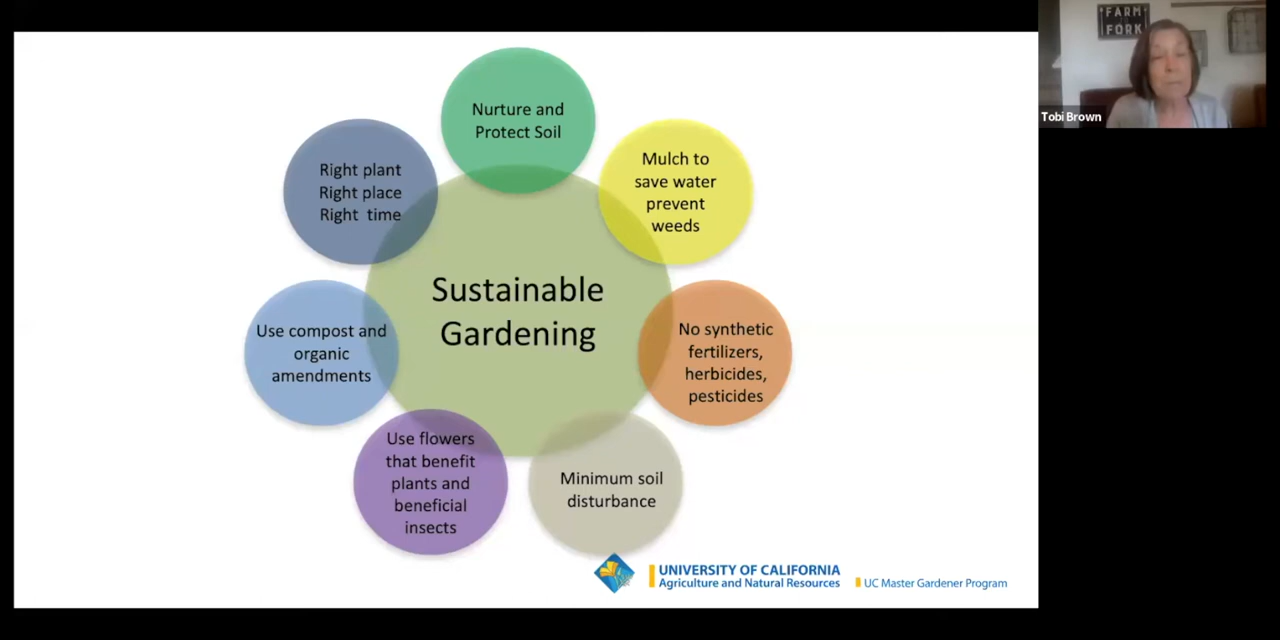 Nurture and
Protect Soil
Mulch to
save water
prevent
weeds
No synthetic
fertilizers,
herbicides,
pesticides
Minimum soil
disturbance
Use flowers
that benefit
plants and
beneficial
insects
Use compost and
organic
amendments
Right plant
Right place
Right time
Sustainable
Gardening
UNIVERSITY OF CALIFORNIA
Agriculture and Natural Resources
UC Master Gardener Program
FARM
FORK
Tobi Brown